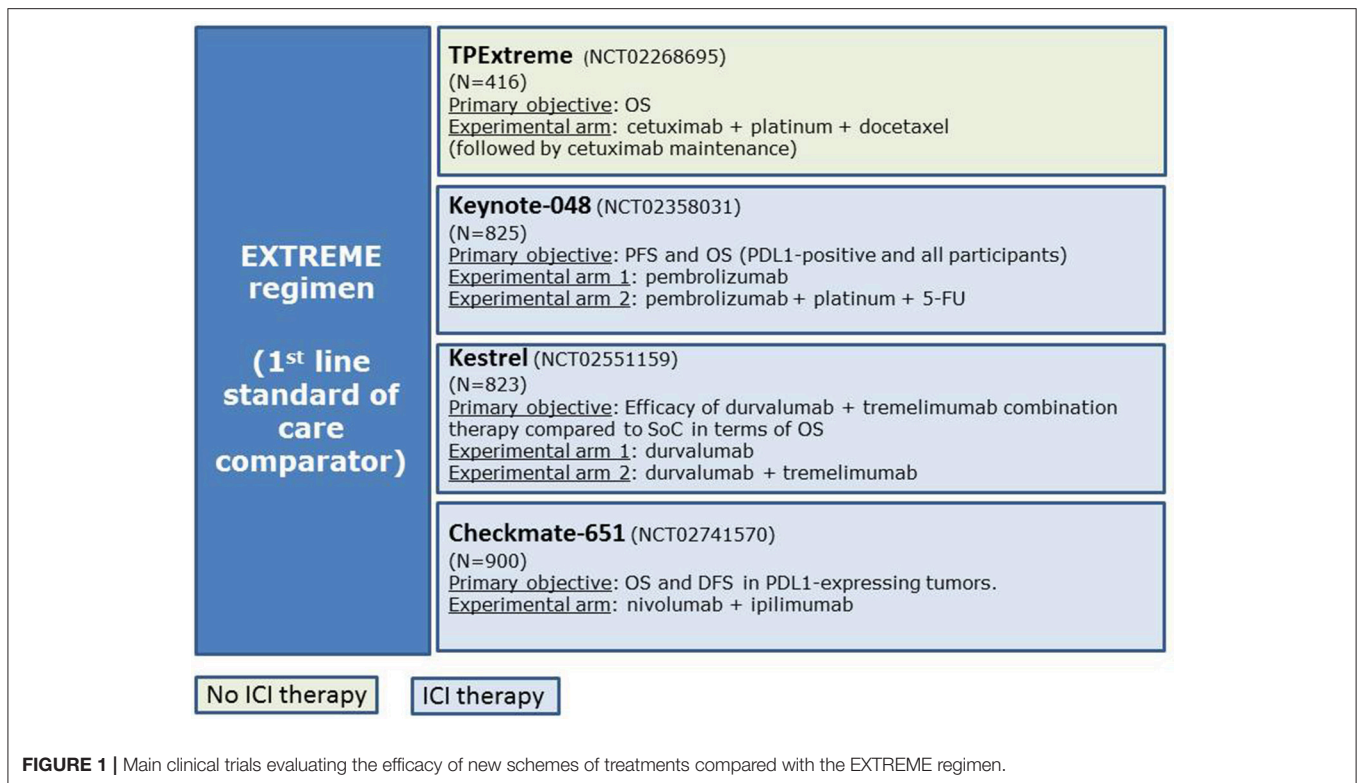 EXTREME
regimen
(1st line
standard of
care
comparator)
TPExtreme (NCT02268695)
(N=416)
Primary objective: OS
Experimental arm: cetuximab + platinum + docetaxel
(followed by cetuximab maintenance)
Keynote-048 (NCT02358031)
(N=825)
Primary objective: PFS and OS (PDL1-positive and all participants)
Experimental arm 1: pembrolizumab
Experimental arm 2: pembrolizumab + platinum + 5-FU
Kestrel (NCT02551159)
(N=823)
Primary objective: Efficacy of durvalumab + tremelimumab combination
therapy compared to SoC in terms of OS
Experimental arm 1: durvalumab
Experimental arm 2: durvalumab + tremelimumab
Checkmate-651 (NCT02741570)
(N=900)
Primary objective: OS and DFS in PDL1-expressing tumors.
Experimental arm: nivolumab + ipilimumab
No ICI therapy
ICI therapy
FIGURE 1 | Main clinical trials evaluating the efficacy of new schemes of treatments compared with the EXTREME regimen.